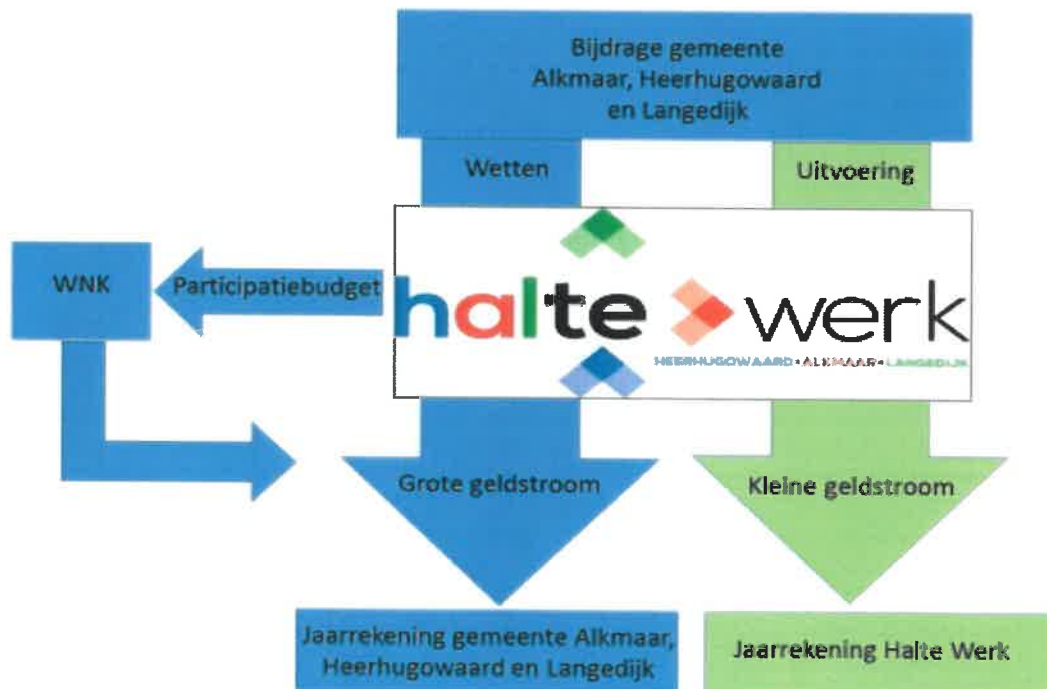 Bijdrage gemeente
Alkmaar, Heerhugowaard
en Langedijk
Wetten
Uitvoering
WNK
Participatiebudget
halte werk
HEERHUGOWAARD•ALKMAAR•LANGEDIJK
Grote geldstroom
Kleine geldstroom
Jaarrekening gemeente Alkmaar,
Heerhugowaard en Langedijk
Jaarrekening Halte Werk